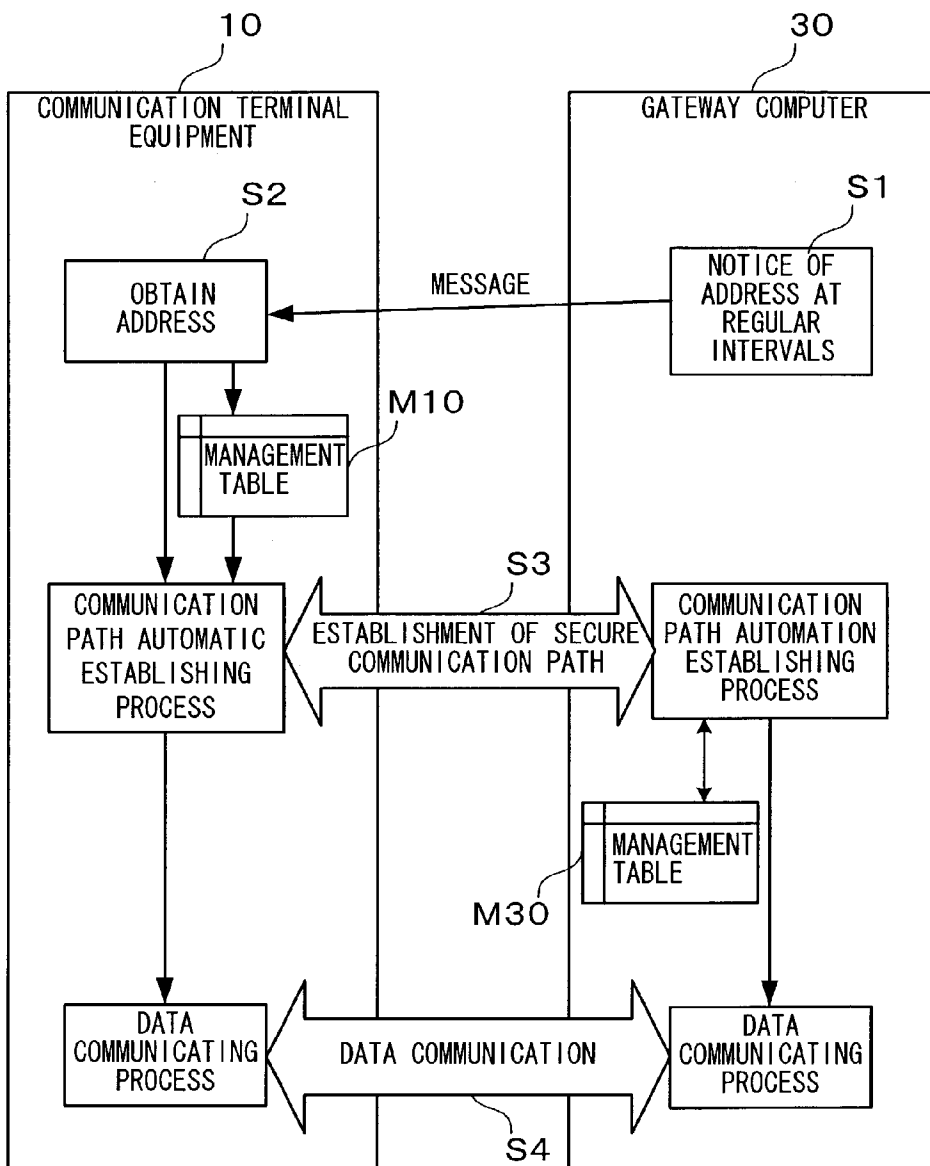 10
30
COMMUNICATION TERMINAL
EQUIPMENT
GATEWAY COMPUTER
S2
S1
OBTAIN
ADDRESS
MESSAGE
NOTICE OF
ADDRESS AT
REGULAR
INTERVALS
M10
MANAGEMENT
TABLE
S3
COMMUNICATION
PATH AUTOMATIC
ESTABLISHING
PROCESS
ESTABLISHMENT OF SECURE
COMMUNICATION PATH
COMMUNICATION
PATH AUTOMATION
ESTABLISHING
PROCESS
MANAGEMENT
TABLE
M30
DATA
COMMUNICATING
PROCESS
DATA COMMUNICATION
DATA
COMMUNICATING
PROCESS
S4